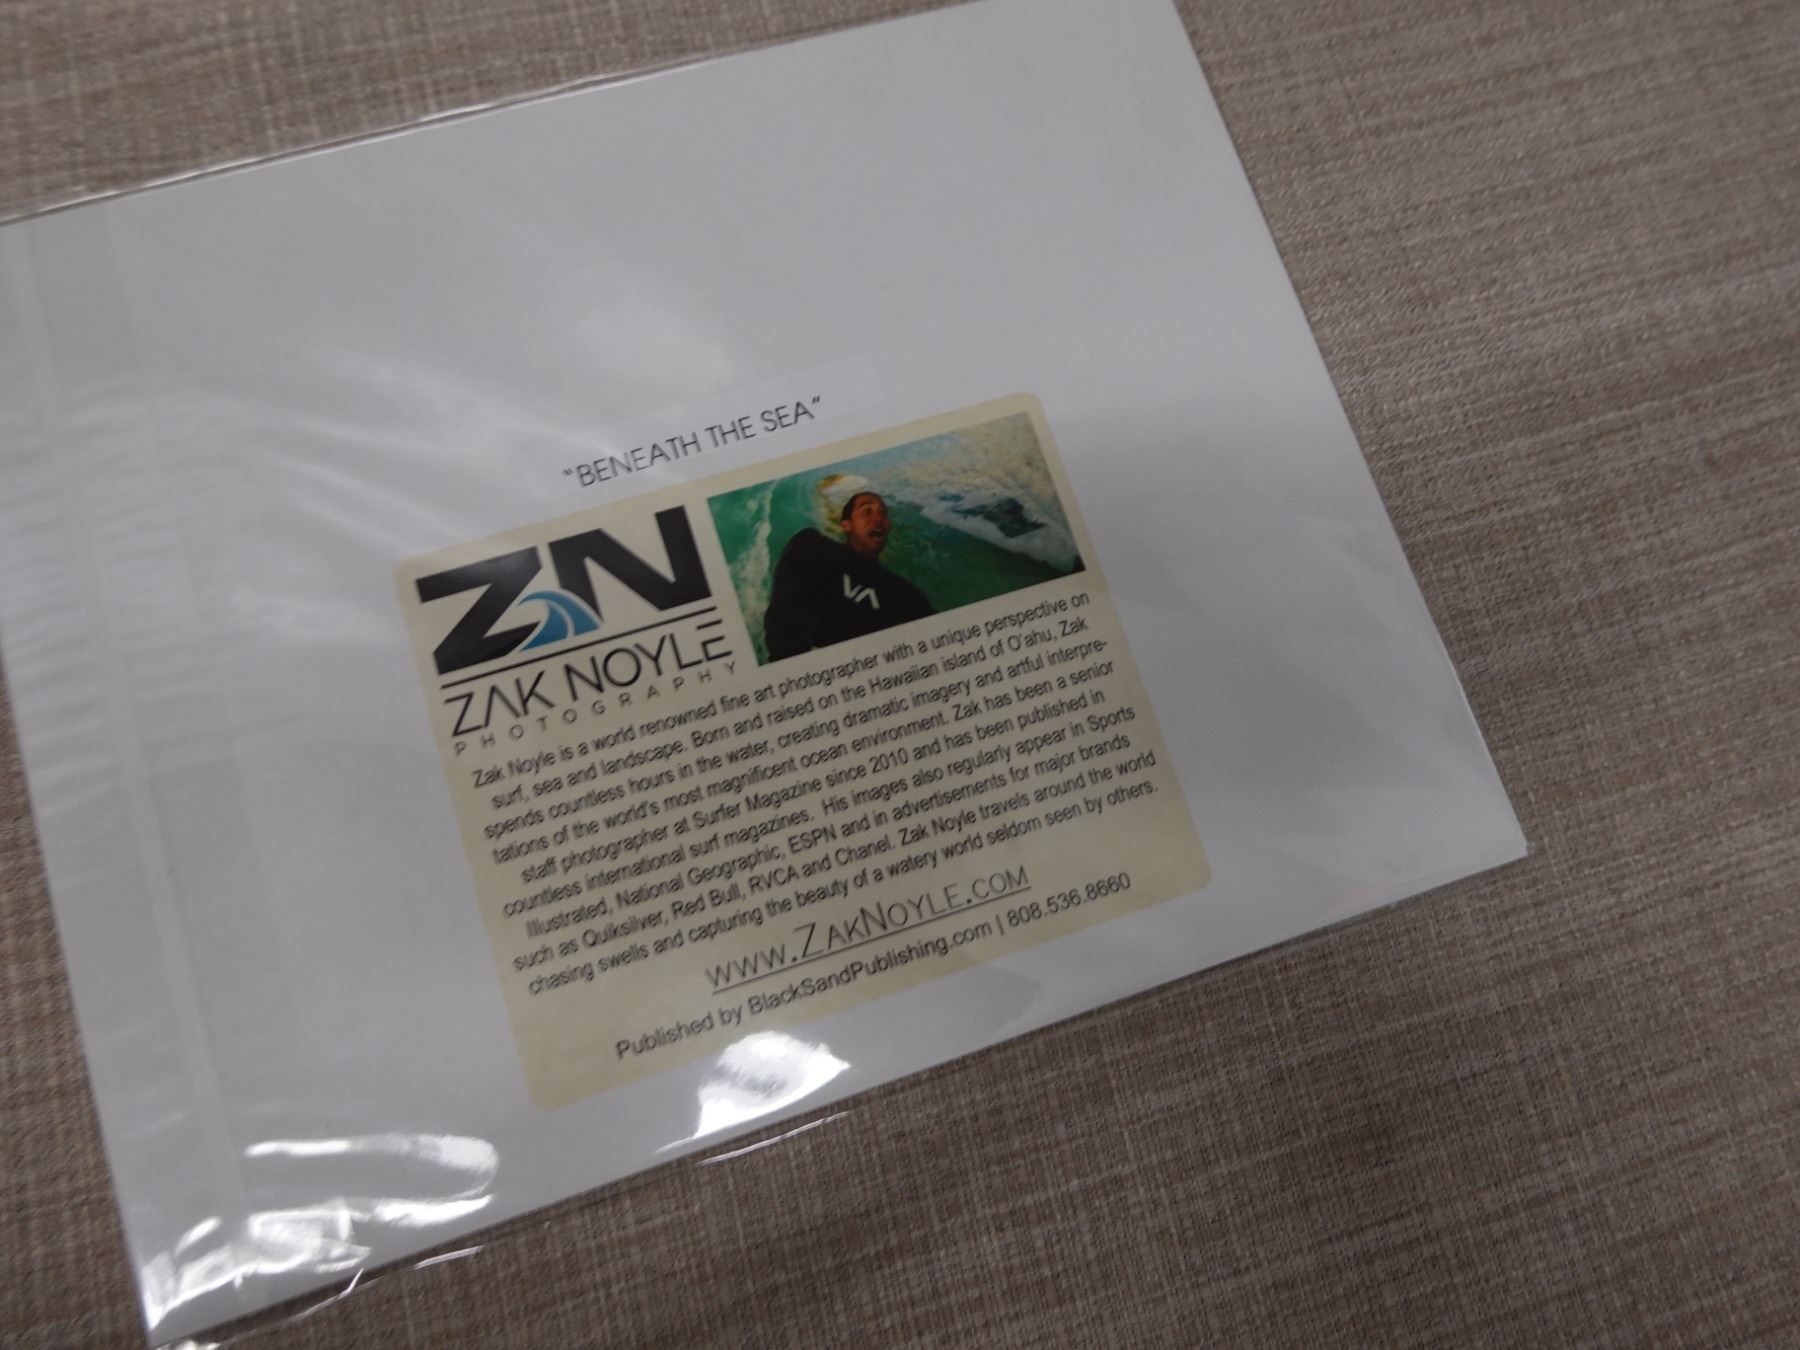 "BENEATH THE SEA"
ZN
ZAK NOYLE
PHOTOGRAPHY
Zak Noyle is a world renowned fine art photographer with a unique perspective on
surf, sea and landscape. Born and raised on the Hawaiian island of O'ahu, Zak
spends countless hours in the water, creating dramatic imagery and artful interpre-
tations of the world's most magnificent ocean environment. Zak has been a senior
staff photographer at Surfer Magazine since 2010 and has been published in
countless international surf magazines. His images also regularly appear in Sports
Illustrated, National Geographic, ESPN and in advertisements for major brands
such as Quiksilver, Red Bull, RVCA and Chanel. Zak Noyle travels around the world
chasing swells and capturing the beauty of a watery world seldom seen by others.
www.ZakNoyle.com
Published by BlackSandPublishing.com | 808.536.8660